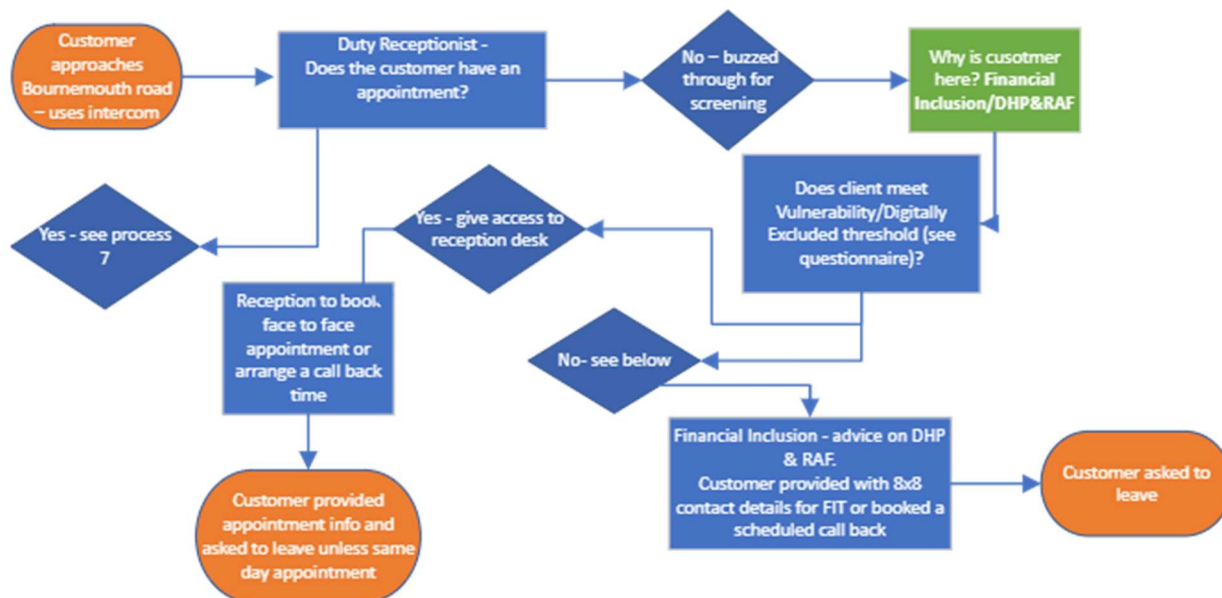 Customer
approaches
Bournemouth road
– uses intercom
Duty Receptionist -
Does the customer have an
appointment?
No – buzzed
through for
screening
Why is cusotmer
here? Financial
Inclusion/DHP&RAF
Yes - see process
7
Yes - give access to
reception desk
Does client meet
Vulnerability/Digitally
Excluded threshold (see
questionnaire)?
Reception to book
face to face
appointment or
arrange a call back
time
No- see below
Financial Inclusion - advice on DHP
& RAF.
Customer provided with 8x8
contact details for FIT or booked a
scheduled call back
Customer asked to
leave
Customer provided
appointment info and
asked to leave unless same
day appointment